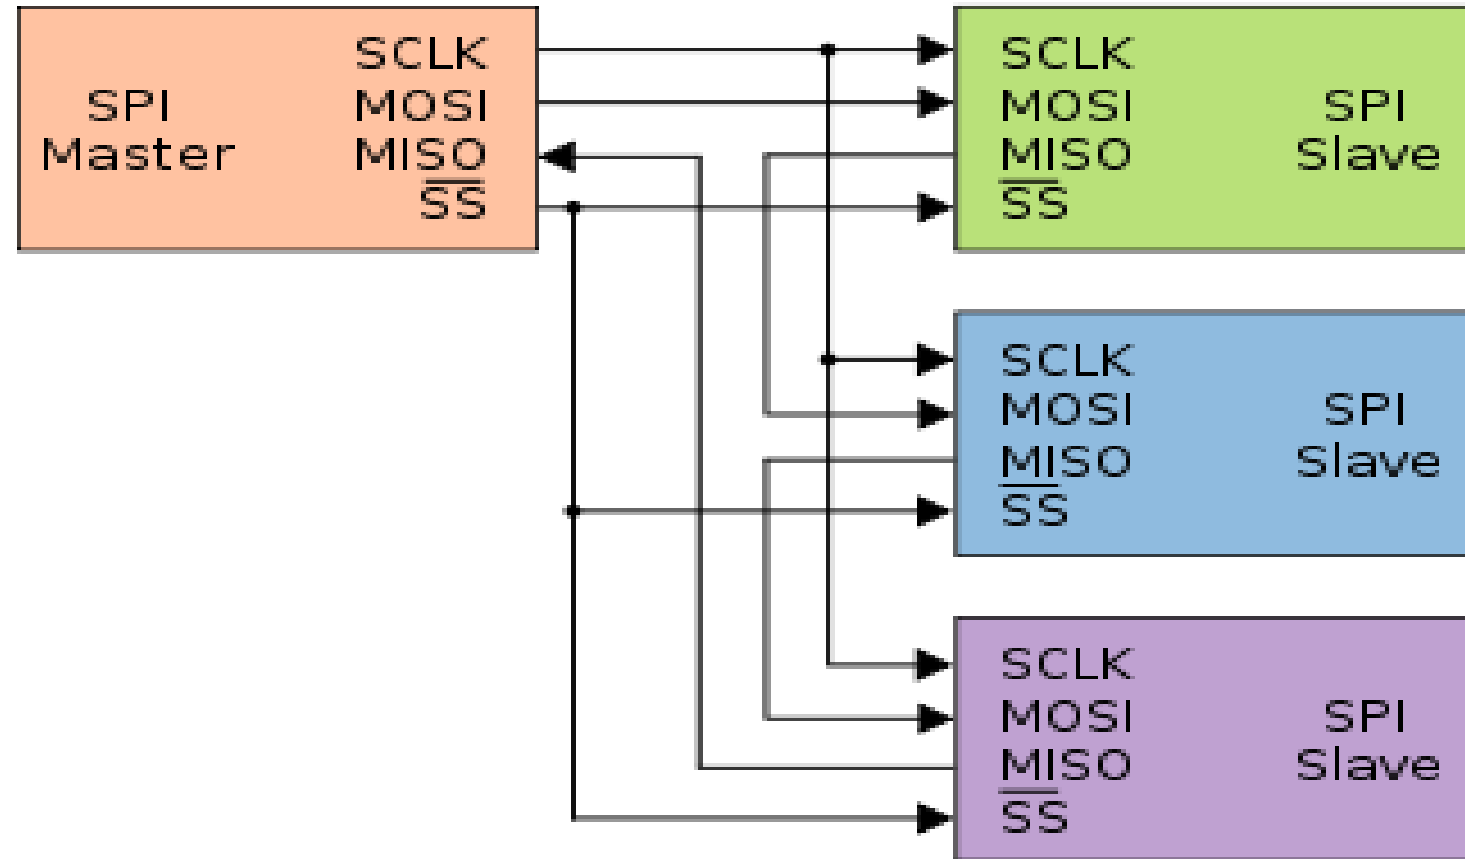 SCLK
SPI MOSI
Master MISO
SS
SCLK
MOSI SPI
MISO Slave
SS
SCLK
MOSI SPI
MISO Slave
SS
SCLK
MOSI SPI
MISO Slave
SS